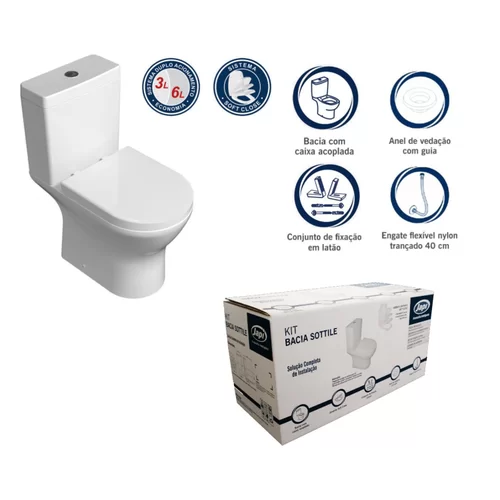 SISTEMA DUPLO ACIONAMENTO
3L 6L
ECONOMIA
SISTEMA
SOFT CLOSE
Bacia com
caixa acoplada
Anel de vedação
com guia
Conjunto de fixação
em latão
Engate flexível nylon
trançado 40 cm
KIT
BACIA SOTTILE
Japi
Solução Completa
de Instalação